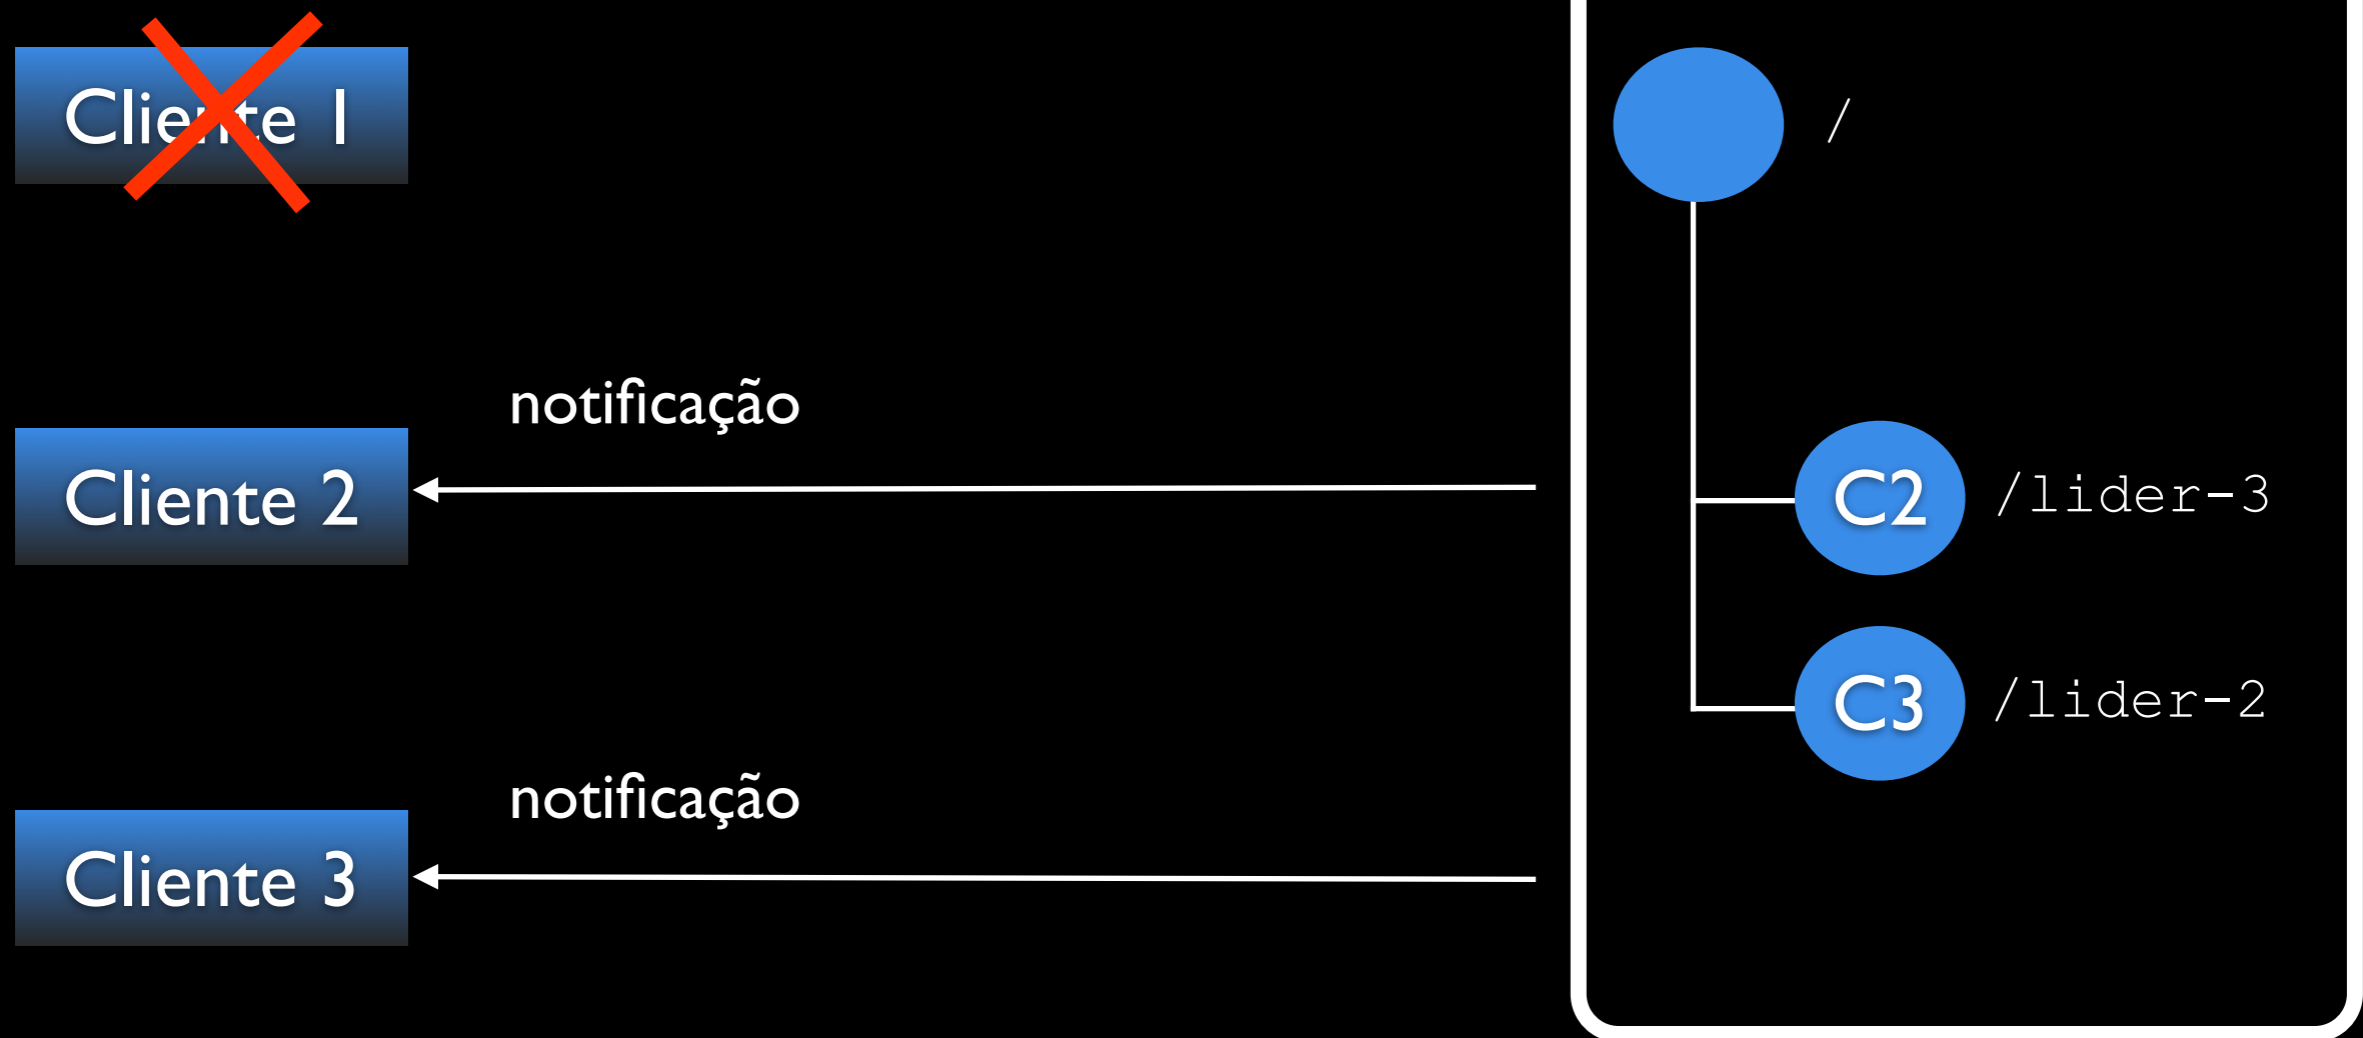 Cliente 1
/
notificação
Cliente 2
C2
/lider-3
C3
/lider-2
notificação
Cliente 3